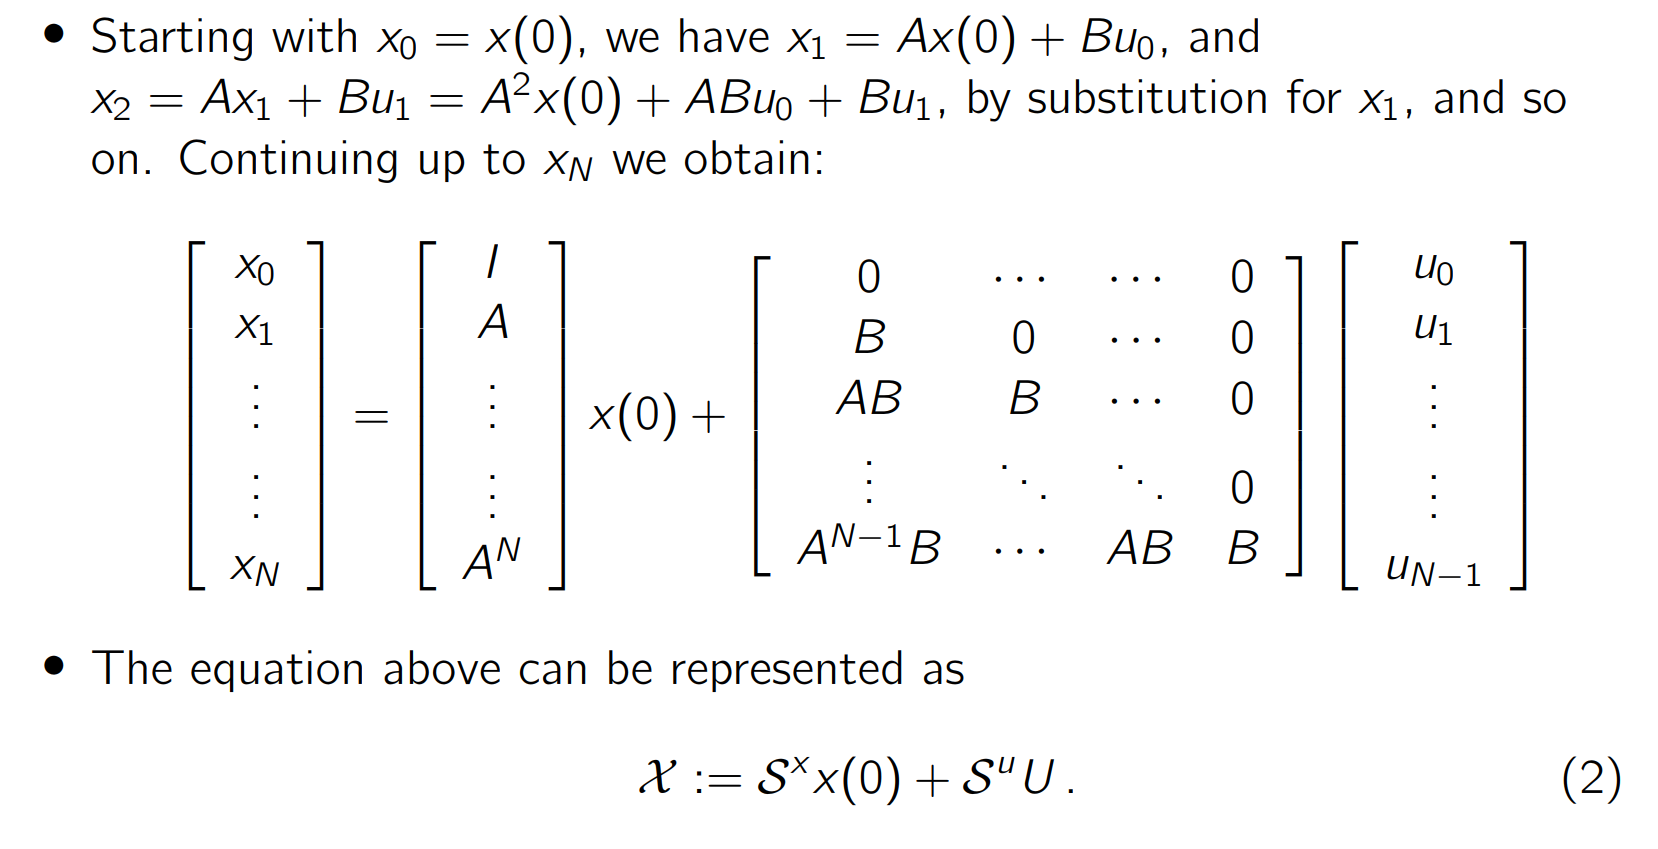 • Starting with x₀ = x(0), we have x₁ = Ax(0) + Bu₀, and
x₂ = Ax₁ + Bu₁ = A²x(0) + ABu₀ + Bu₁, by substitution for x₁, and so
on. Continuing up to x_N we obtain:
[x₀; x₁; ⋮; ⋮; x_N] = [I; A; ⋮; ⋮; A^N] x(0) + [0 ⋯ ⋯ 0; B 0 ⋯ 0; AB B ⋯ 0; ⋮ ⋱ ⋱ 0; A^{N−1}B ⋯ AB B] [u₀; u₁; ⋮; ⋮; u_{N−1}]
• The equation above can be represented as
𝒳 := 𝒮ˣx(0) + 𝒮ᵘU . (2)